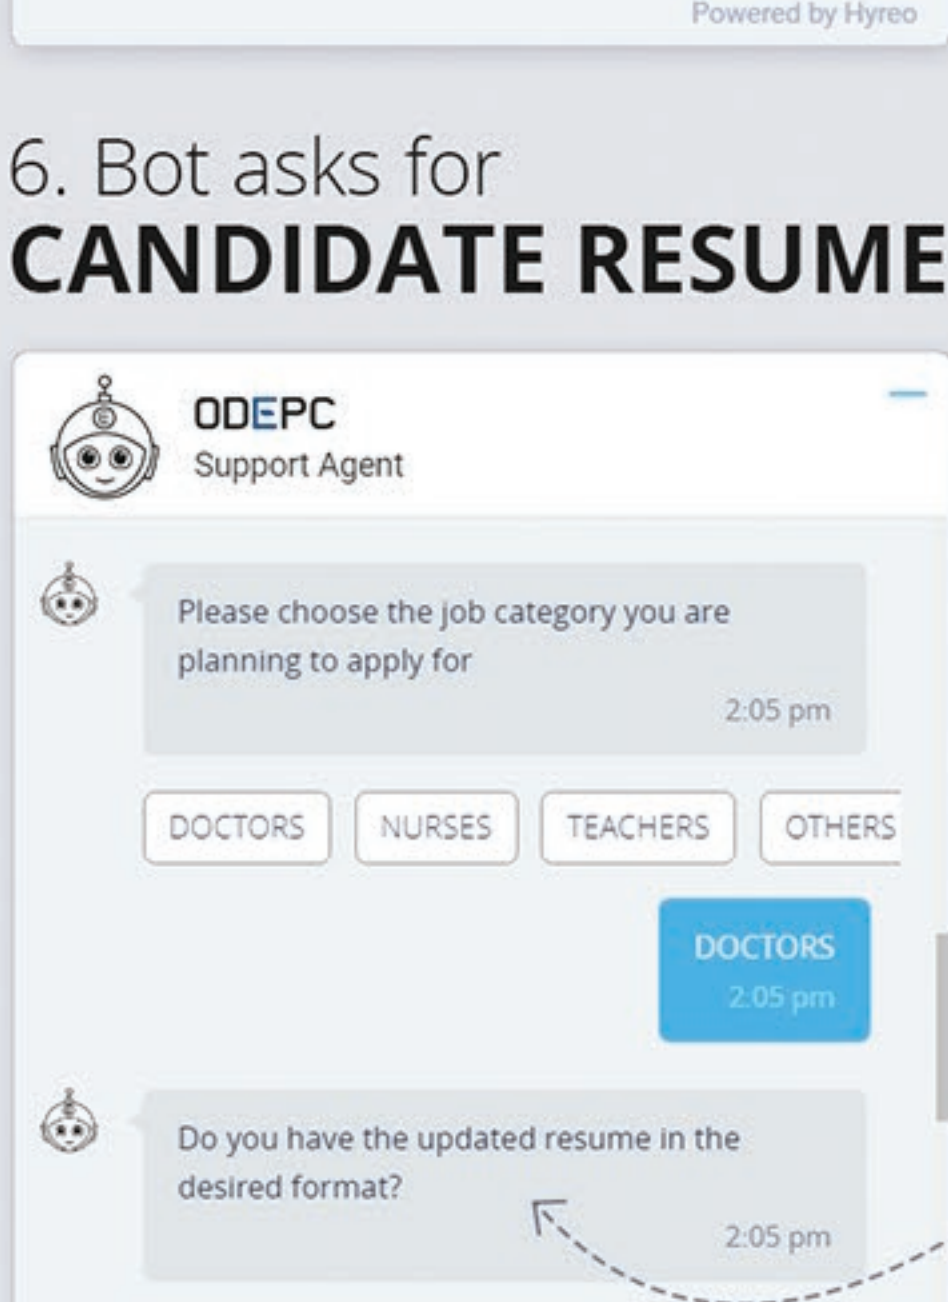 Powered by Hyreo
6. Bot asks for
CANDIDATE RESUME
ODEPC
Support Agent
Please choose the job category you are
planning to apply for
2:05 pm
DOCTORS NURSES TEACHERS OTHERS
DOCTORS
2:05 pm
Do you have the updated resume in the
desired format?
2:05 pm